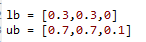 lb = [0.3,0.3,0]
ub = [0.7,0.7,0.1]